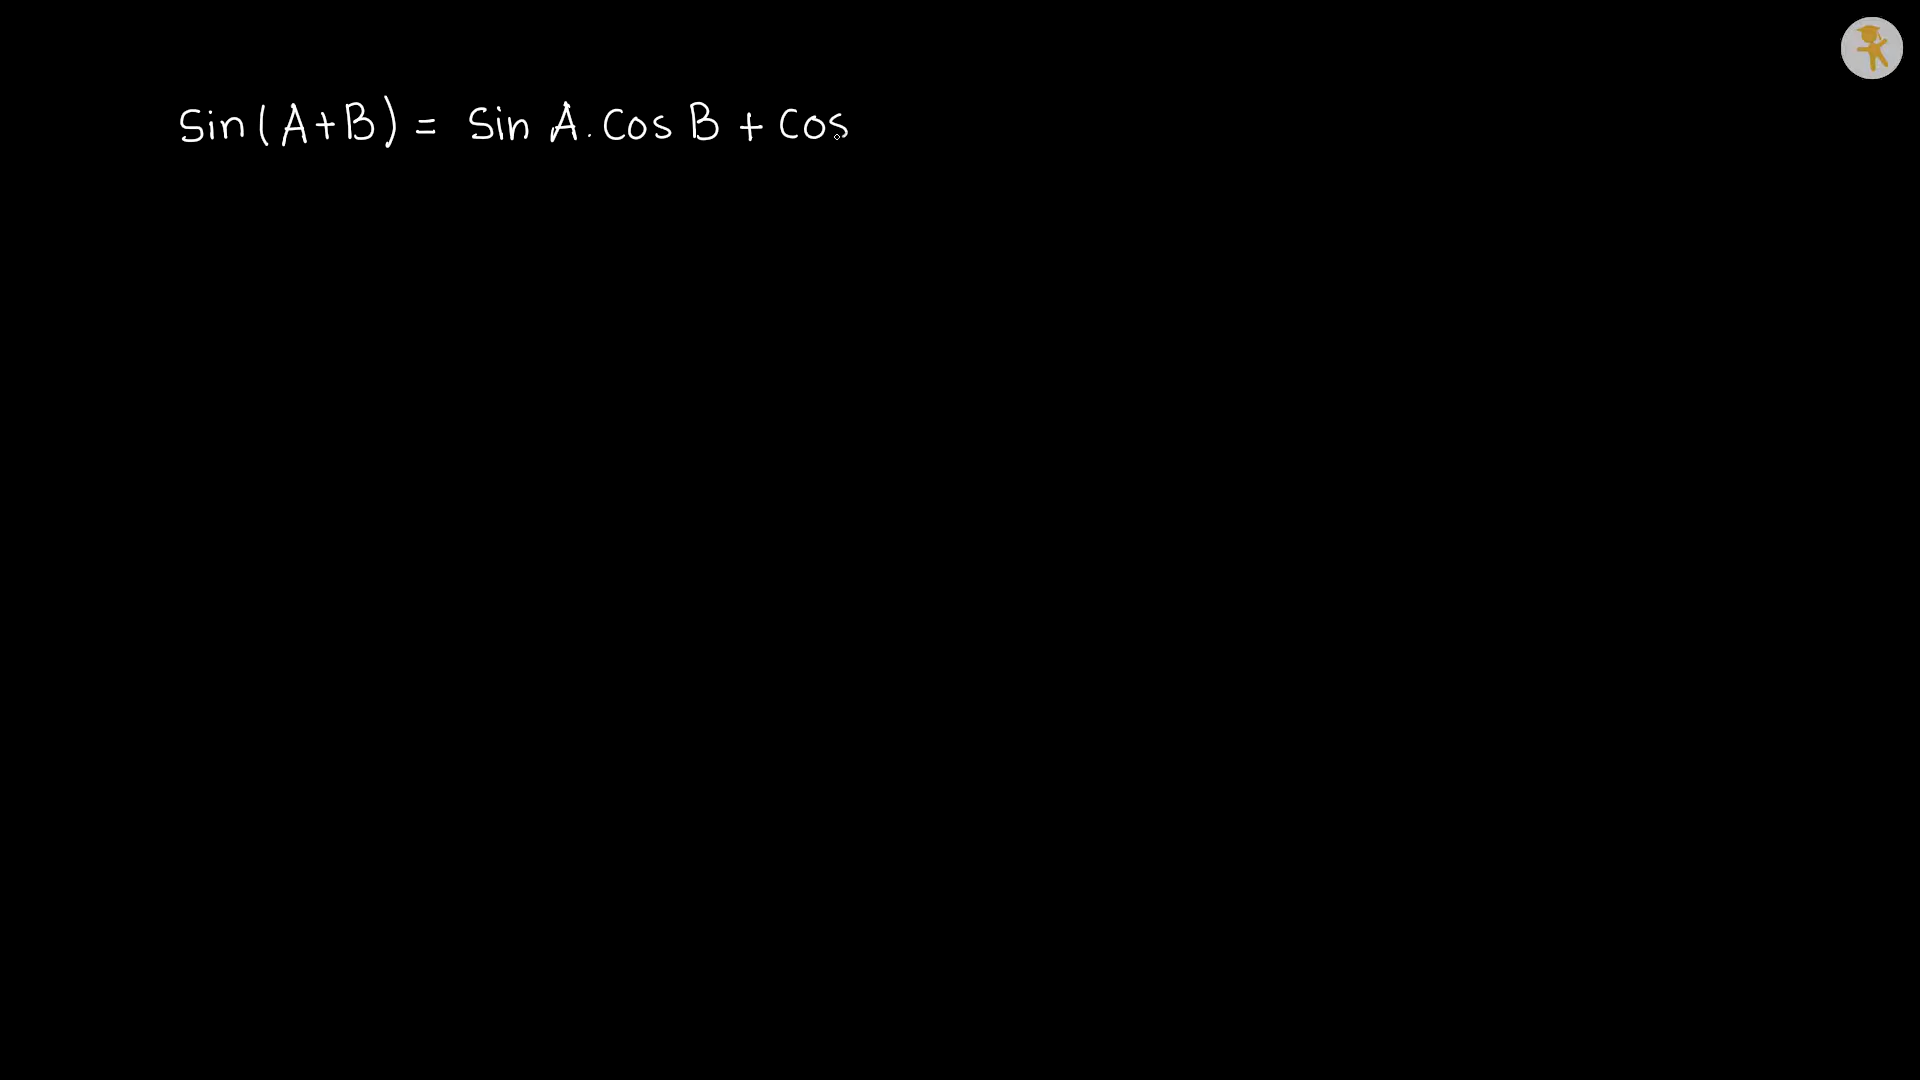 Sin(A+B) = Sin A. Cos B + Cos